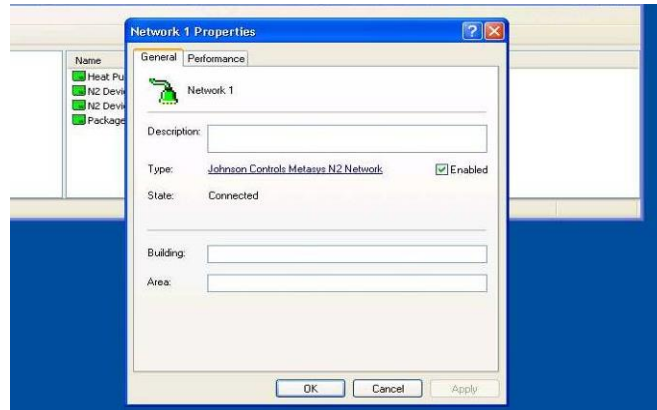 Network 1 Properties
Name
Heat Pu
N2 Devi
N2 Devi
Package
General
Performance
Network 1
Description:
Type:
Johnson Controls Metasys N2 Network
Enabled
State:
Connected
Building:
Area:
OK
Cancel
Apply